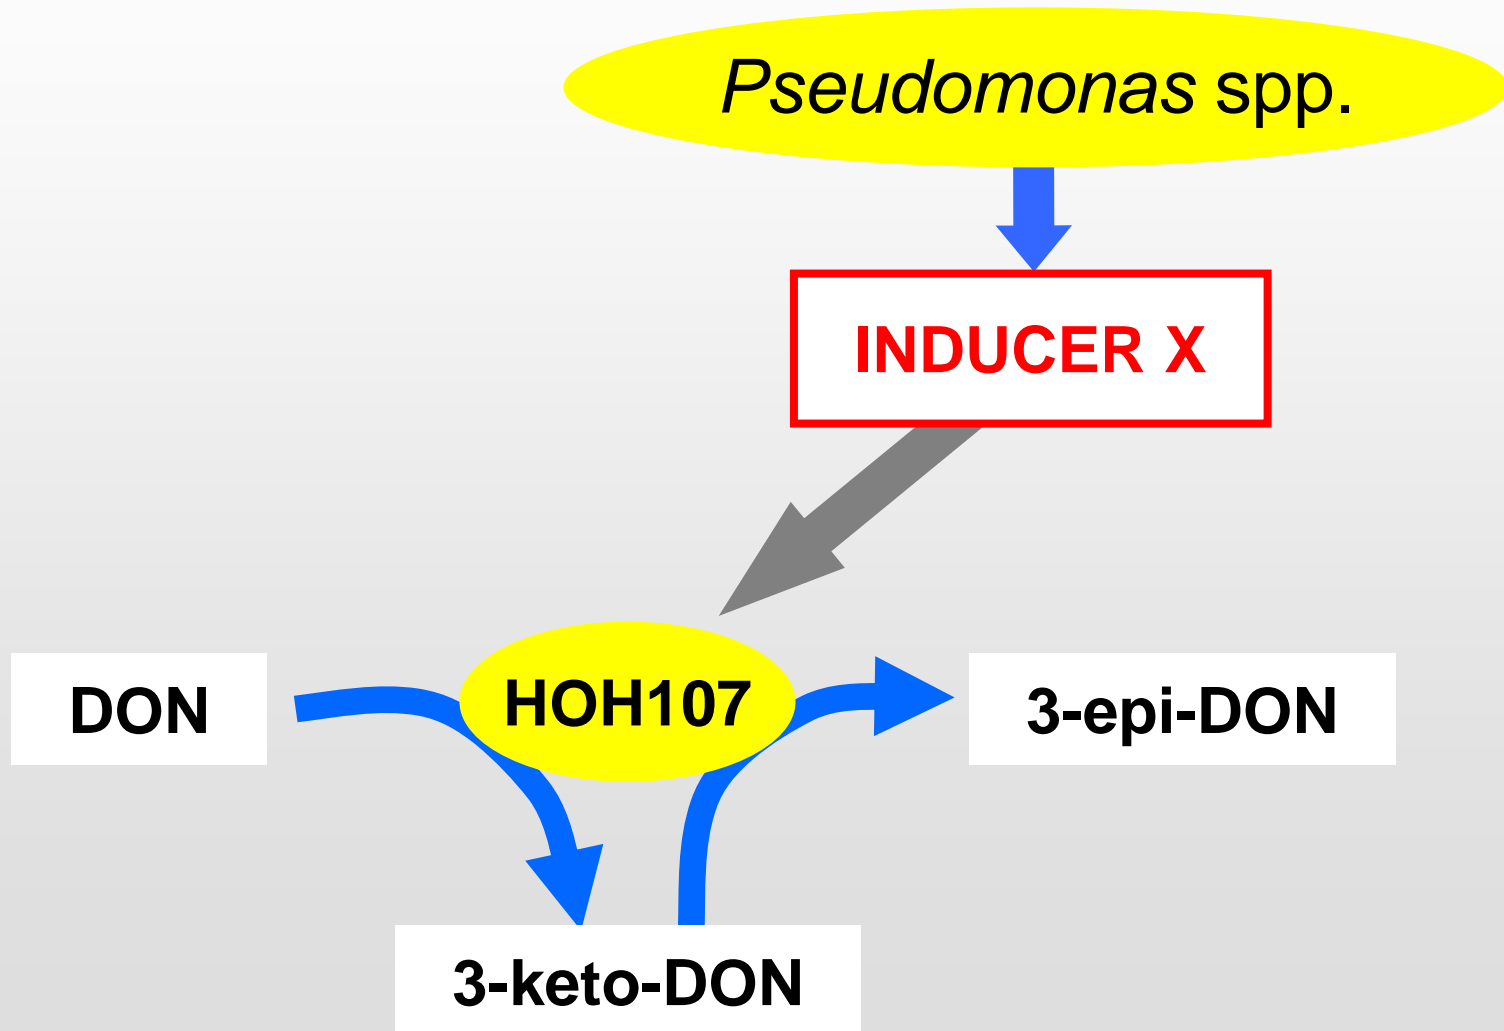 Pseudomonas spp.
INDUCER X
HOH107
DON
3-epi-DON
3-keto-DON